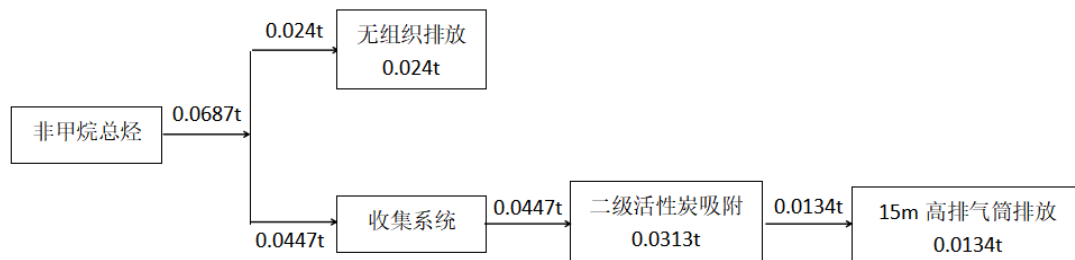 0.024t
无组织排放
0.024t
0.0687t
非甲烷总烃
0.0447t
收集系统
0.0447t
二级活性炭吸附
0.0313t
0.0134t
15m 高排气筒排放
0.0134t